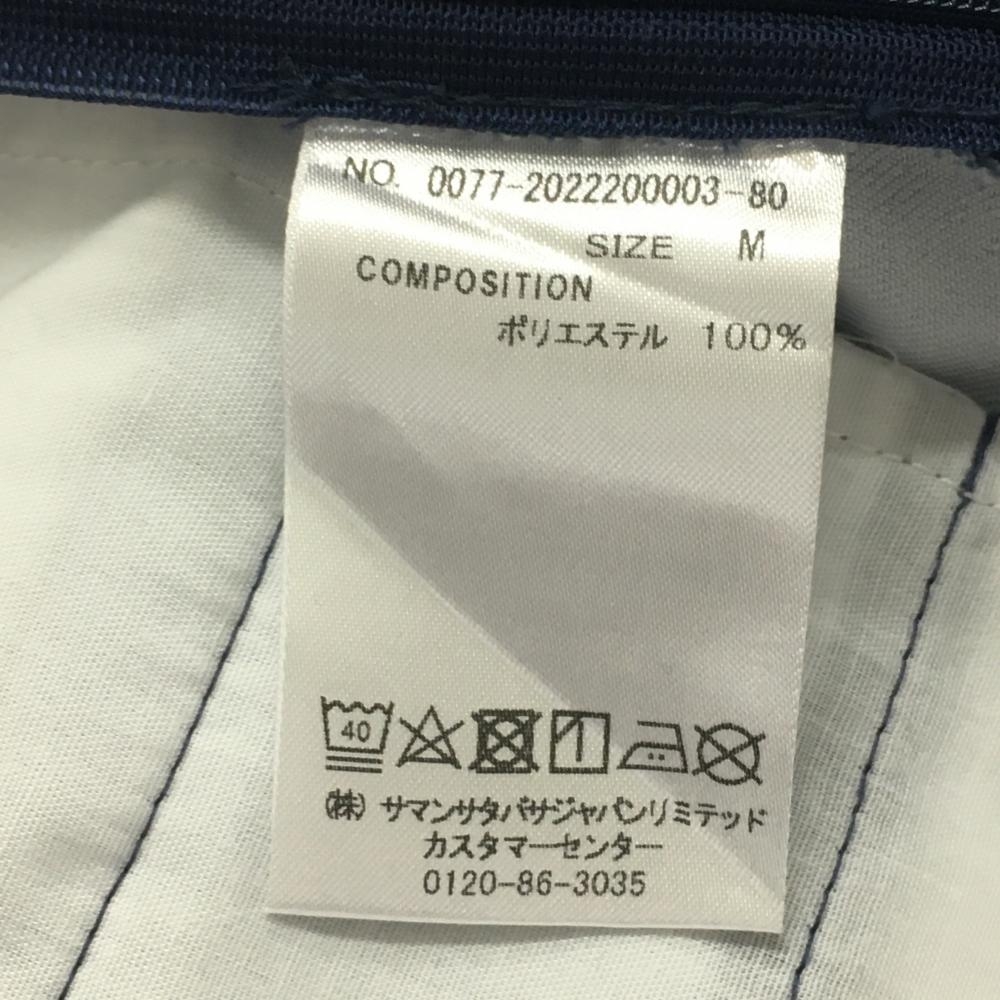 NO. 0077-2022200003-80
SIZE M
COMPOSITION
ポリエステル 100%
40
(株) サマンサタバサジャパンリミテッド
カスタマーセンター
0120-86-3035